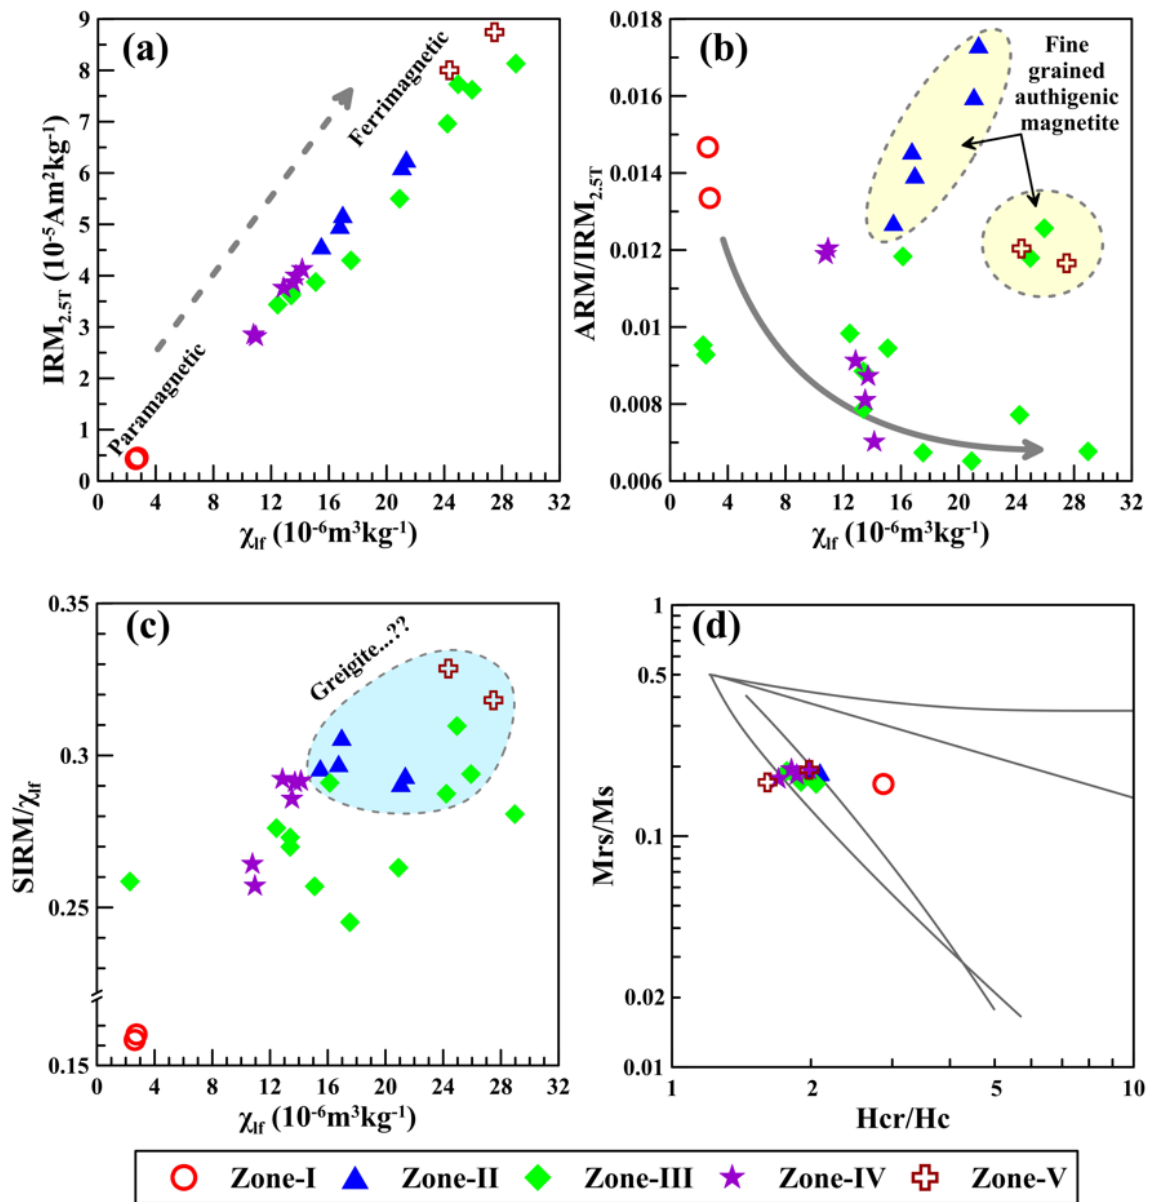 (a)
9
8
7
6
5
4
3
2
1
0
IRM2.5T (10-5Am2kg-1)
Paramagnetic
Ferrimagnetic
0 4 8 12 16 20 24 28 32
χlf (10-6m3kg-1)
(b)
0.018
0.016
0.014
0.012
0.01
0.008
0.006
ARM/IRM2.5T
Fine
grained
authigenic
magnetite
0 4 8 12 16 20 24 28 32
χlf (10-6m3kg-1)
(c)
0.35
0.3
0.25
0.15
SIRM/χlf
Greigite...??
0 4 8 12 16 20 24 28 32
χlf (10-6m3kg-1)
(d)
1
0.5
0.1
0.02
0.01
Mrs/Ms
1 2 5 10
Hcr/Hc
Zone-I Zone-II Zone-III Zone-IV Zone-V